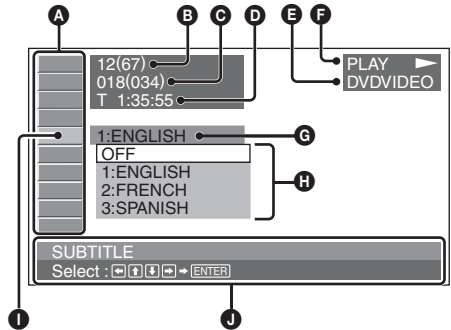 A
B
C
D
E
F
12(67)
018(034)
T 1:35:55
PLAY
DVDVIDEO
1:ENGLISH
G
OFF
1:ENGLISH
2:FRENCH
3:SPANISH
H
SUBTITLE
Select : ←↑↓→ → ENTER
I
J